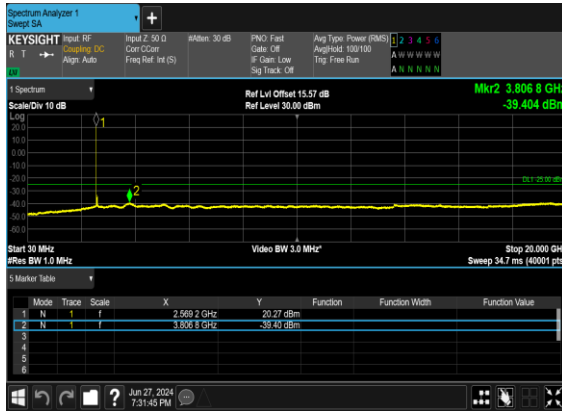 Spectrum Analyzer 1
Swept SA
+
KEYSIGHT
R T
LXI
Input: RF
Coupling: DC
Align: Auto
Input Z: 50 Ω
Corr CCorr
Freq Ref: Int (S)
#Atten: 30 dB
PNO: Fast
Gate: Off
IF Gain: Low
Sig Track: Off
Avg Type: Power (RMS)
Avg|Hold: 100/100
Trig: Free Run
1 2 3 4 5 6
A W W W W W
A N N N N N
1 Spectrum
Scale/Div 10 dB
Ref Lvl Offset 15.57 dB
Ref Level 30.00 dBm
Mkr2 3.806 8 GHz
-39.404 dBm
Log
20.0
10.0
0.00
-10.0
-20.0
-30.0
-40.0
-50.0
-60.0
1
2
DL1 -25.00 dBm
Start 30 MHz
#Res BW 1.0 MHz
Video BW 3.0 MHz*
Stop 20.000 GH
Sweep 34.7 ms (40001 pts
5 Marker Table
Mode Trace Scale X Y Function Function Width Function Value
1 N 1 f 2.569 2 GHz 20.27 dBm
2 N 1 f 3.806 8 GHz -39.40 dBm
3
4
5
6
?
Jun 27, 2024
7:31:45 PM